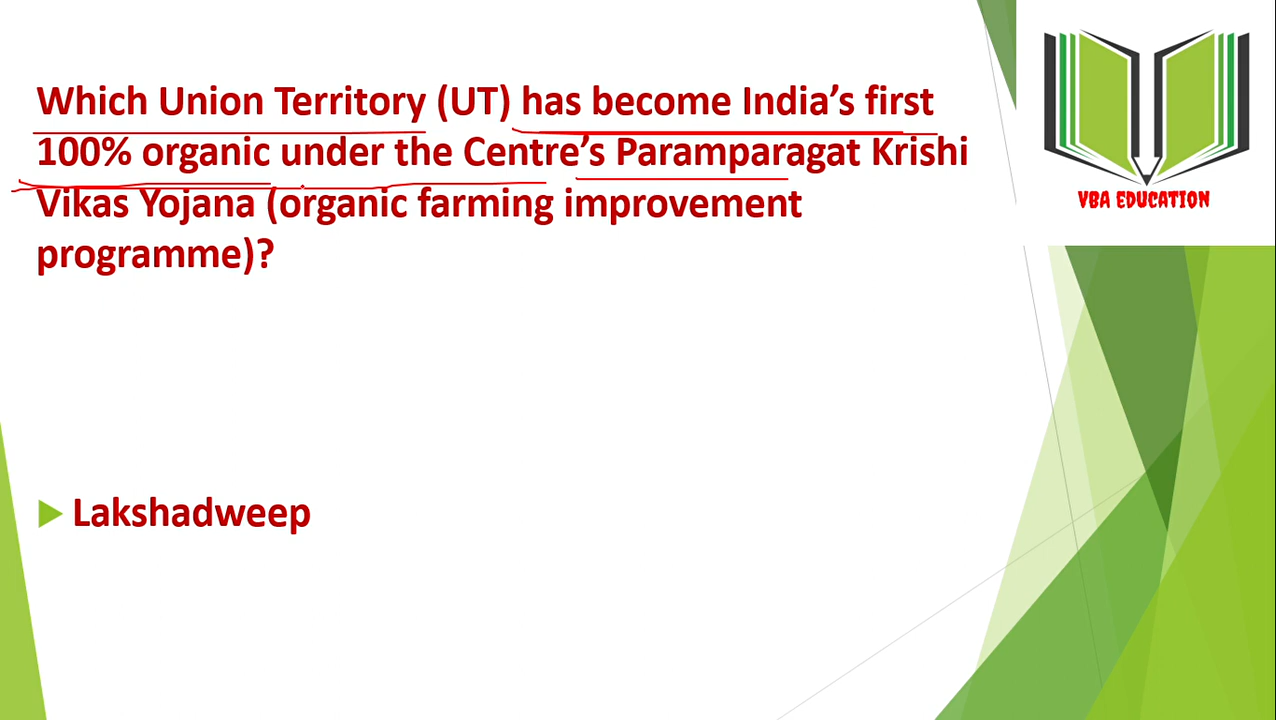 Which Union Territory (UT) has become India's first
100% organic under the Centre's Paramparagat Krishi
Vikas Yojana (organic farming improvement
programme)?
VBA EDUCATION
Lakshadweep